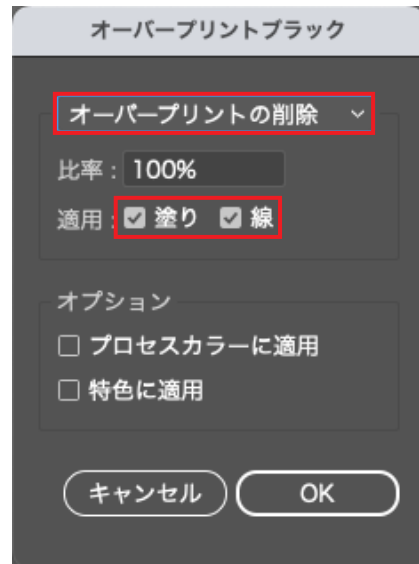 オーバープリントブラック
オーバープリントの削除
比率 : 100%
適用 : 塗り 線
オプション
プロセスカラーに適用
特色に適用
キャンセル OK